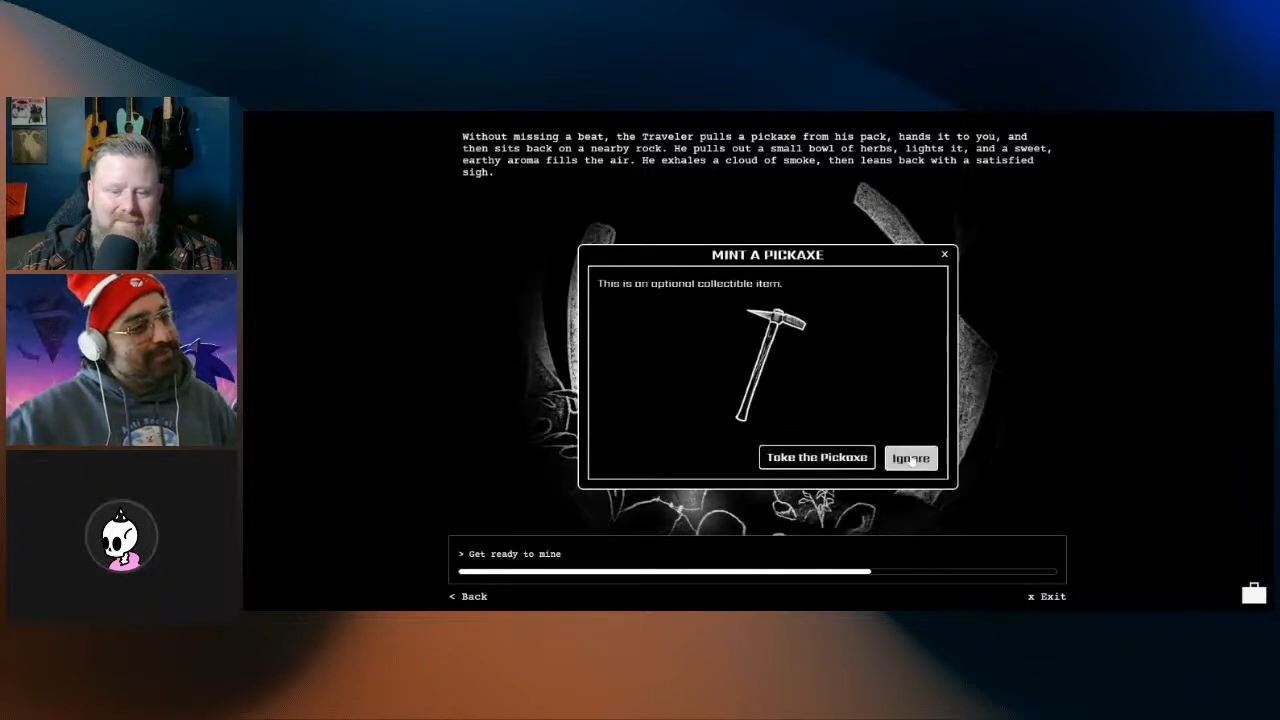 Without missing a beat, the Traveler pulls a pickaxe from his pack, hands it to you, and
then sits back on a nearby rock. He pulls out a small bowl of herbs, lights it, and a sweet,
earthy aroma fills the air. He exhales a cloud of smoke, then leans back with a satisfied
sigh.
MINT A PICKAXE
x
This is an optional collectible item.
Take the Pickaxe
Ignore
> Get ready to mine
< Back
x Exit
Anti Social